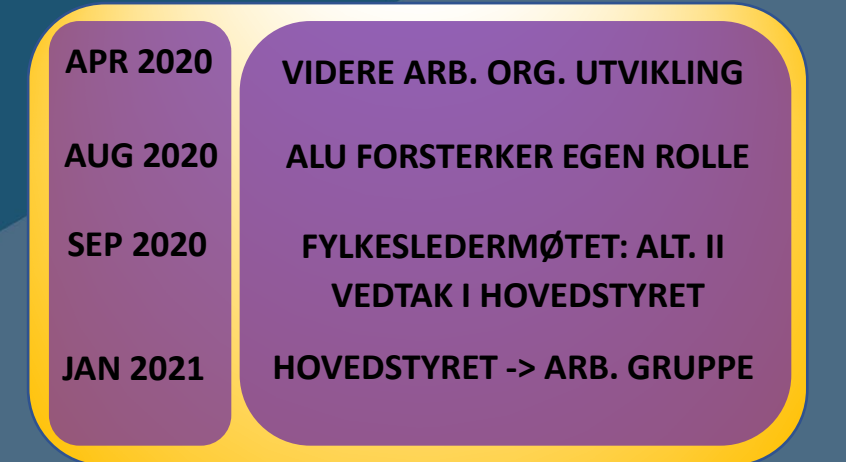 APR 2020 VIDERE ARB. ORG. UTVIKLING
AUG 2020 ALU FORSTERKER EGEN ROLLE
SEP 2020 FYLKESLEDERMØTET: ALT. II
VEDTAK I HOVEDSTYRET
JAN 2021 HOVEDSTYRET -> ARB. GRUPPE